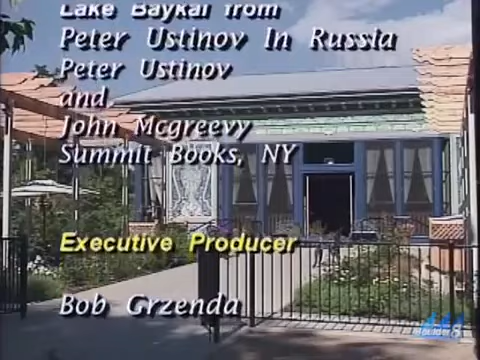 Lake Baykal from
Peter Ustinov In Russia
Peter Ustinov
and
John Mcgreevy
Summit Books, NY
Executive Producer
Bob Grzenda